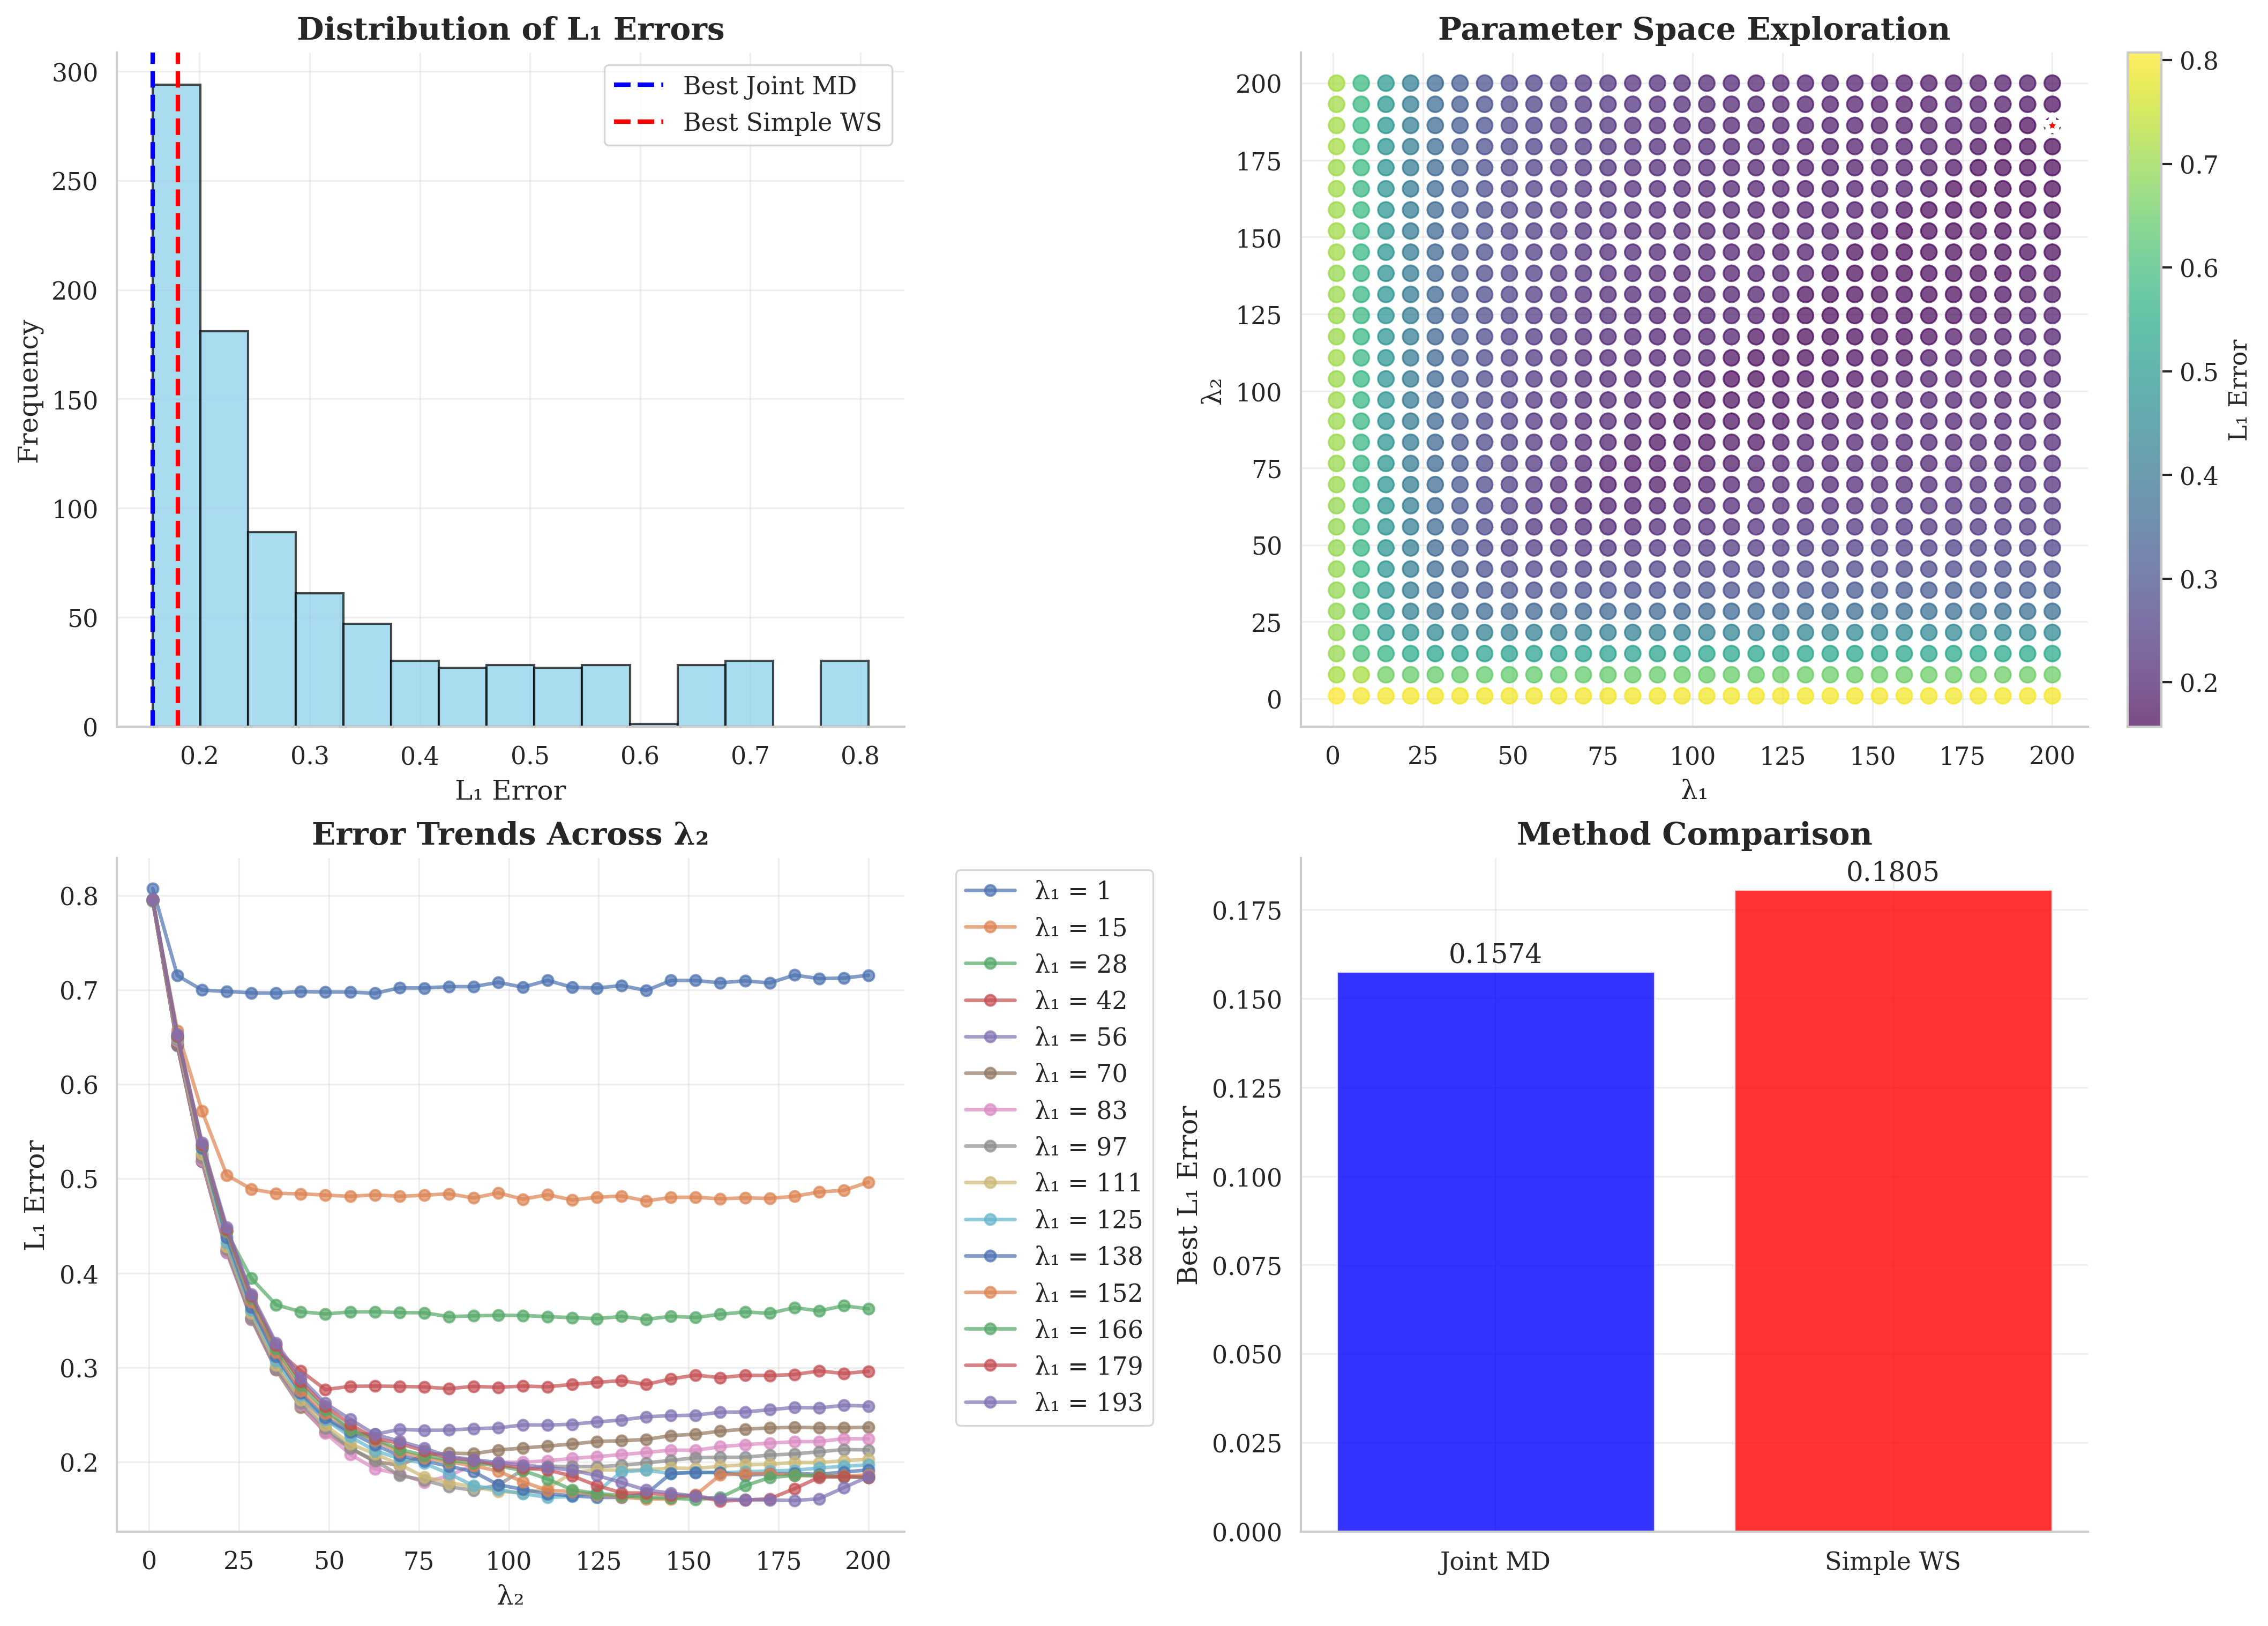 Distribution of L₁ Errors
300
250
200
150
100
50
0
Frequency
0.2 0.3 0.4 0.5 0.6 0.7 0.8
L₁ Error
Best Joint MD
Best Simple WS
Parameter Space Exploration
200
175
150
125
100
75
50
25
0
λ₂
0 25 50 75 100 125 150 175 200
λ₁
0.8
0.7
0.6
0.5
0.4
0.3
0.2
L₁ Error
Error Trends Across λ₂
0.8
0.7
0.6
0.5
0.4
0.3
0.2
L₁ Error
0 25 50 75 100 125 150 175 200
λ₂
λ₁ = 1
λ₁ = 15
λ₁ = 28
λ₁ = 42
λ₁ = 56
λ₁ = 70
λ₁ = 83
λ₁ = 97
λ₁ = 111
λ₁ = 125
λ₁ = 138
λ₁ = 152
λ₁ = 166
λ₁ = 179
λ₁ = 193
Method Comparison
0.1805
0.1574
0.175
0.150
0.125
0.100
0.075
0.050
0.025
0.000
Best L₁ Error
Joint MD
Simple WS